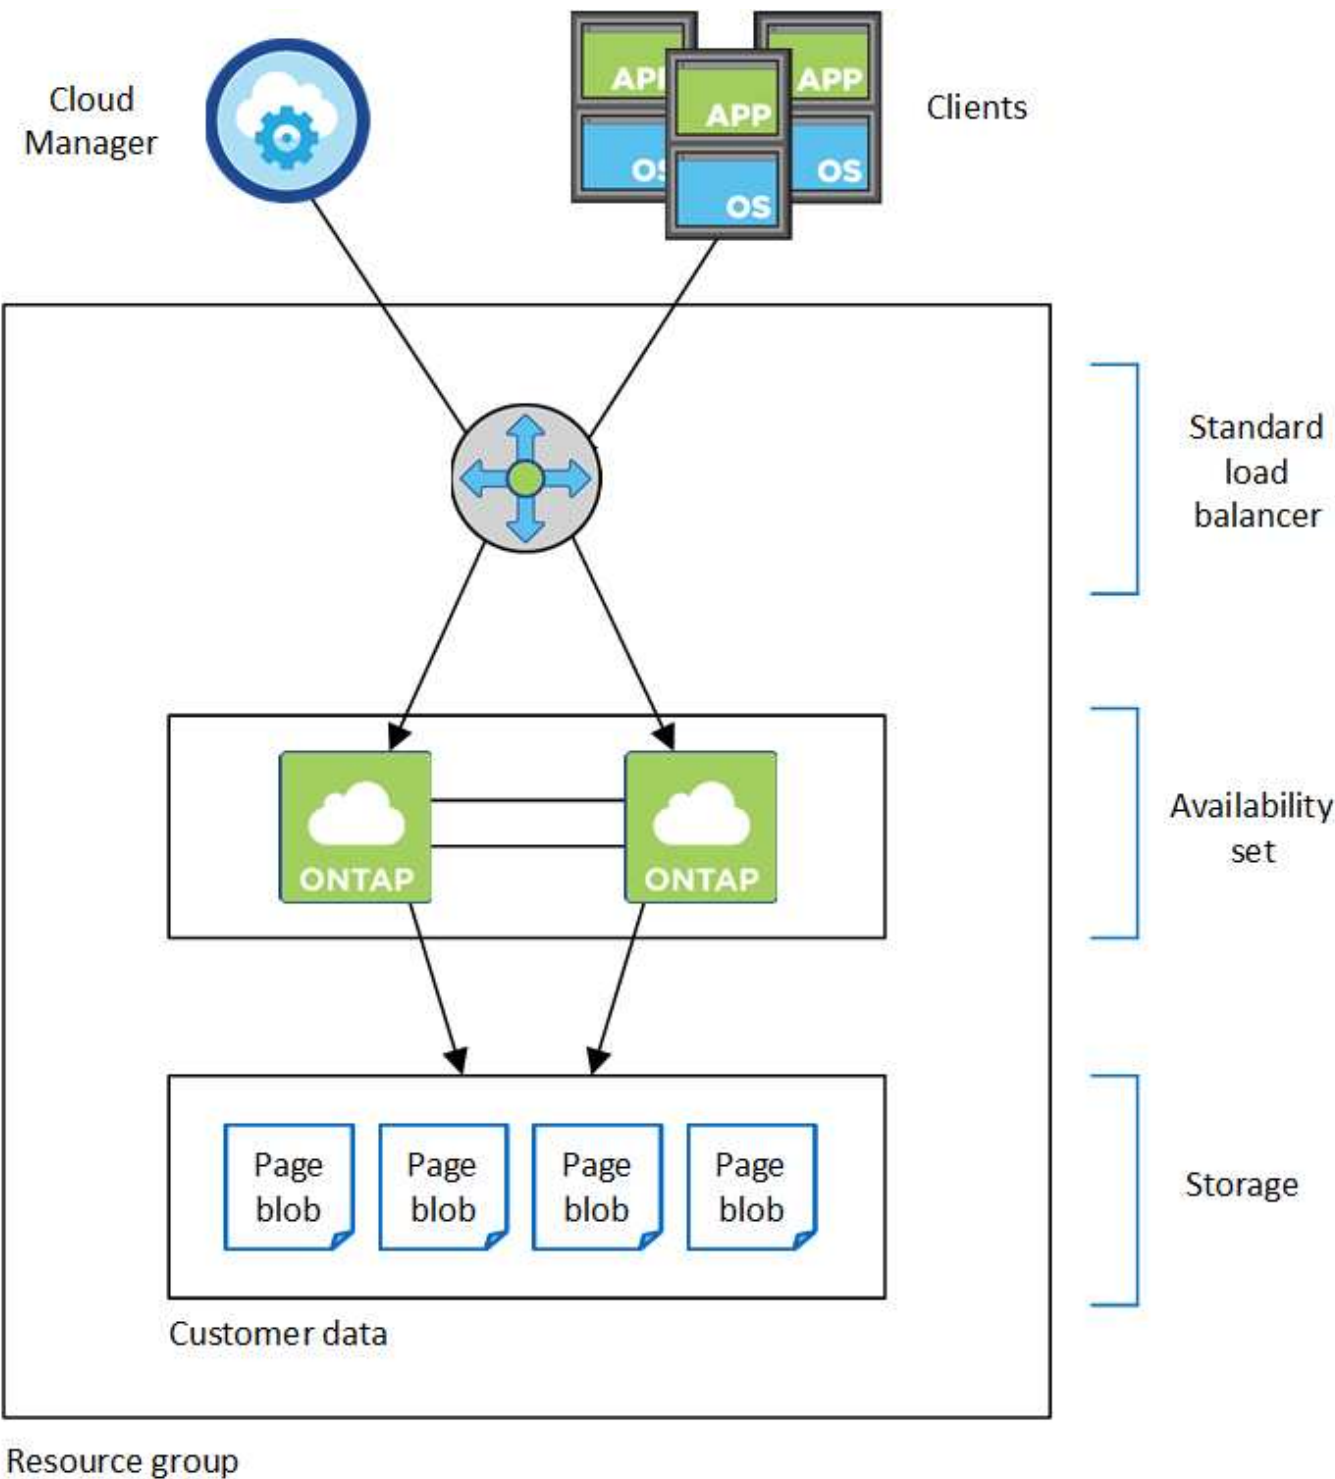 Cloud
Manager
APP
APP
APP
OS
OS
OS
Clients
Standard
load
balancer
ONTAP
ONTAP
Availability
set
Page
blob
Page
blob
Page
blob
Page
blob
Storage
Customer data
Resource group